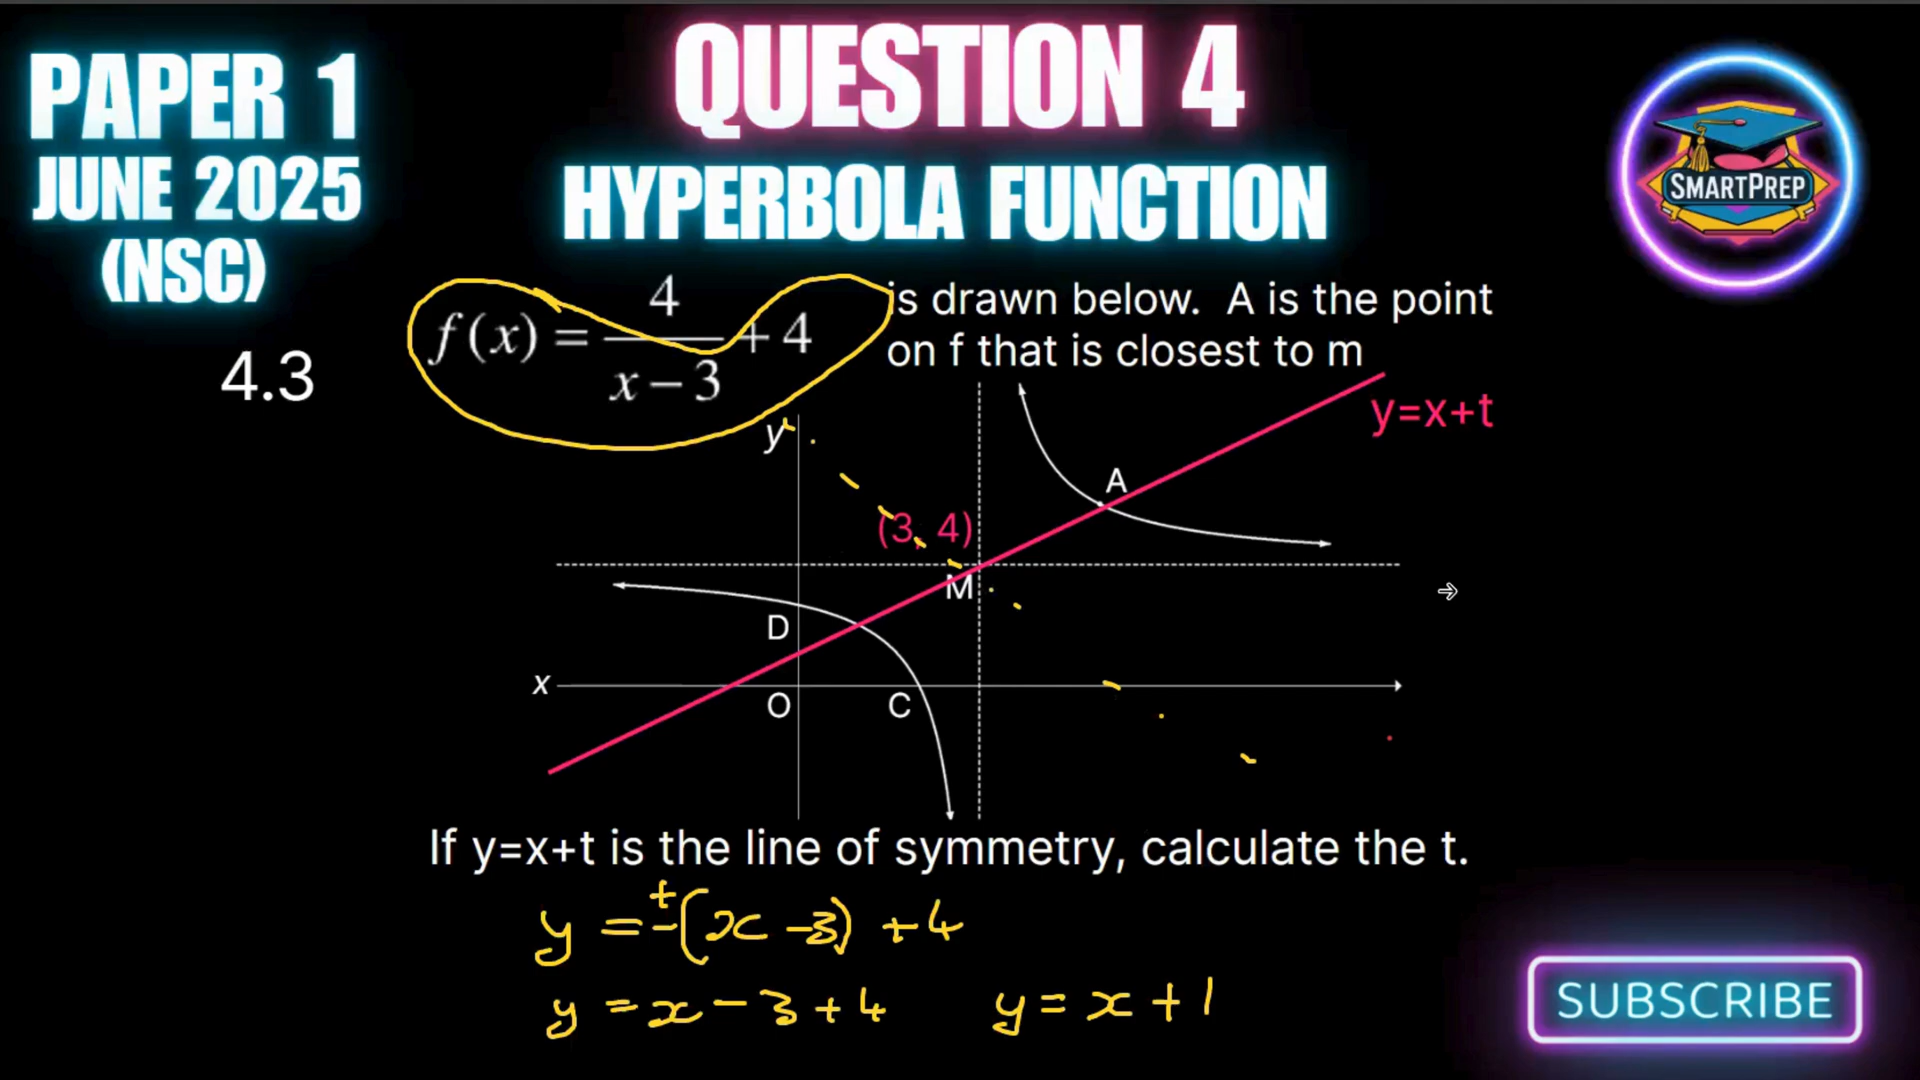 PAPER 1
JUNE 2025
(NSC)
QUESTION 4
HYPERBOLA FUNCTION
SMARTPREP
4.3
f(x) = 4/(x − 3) + 4
is drawn below. A is the point
on f that is closest to m
y=x+t
y
A
(3, 4)
M
D
x
O
C
If y=x+t is the line of symmetry, calculate the t.
y = ±(x − 3) + 4
y = x − 3 + 4
y = x + 1
SUBSCRIBE